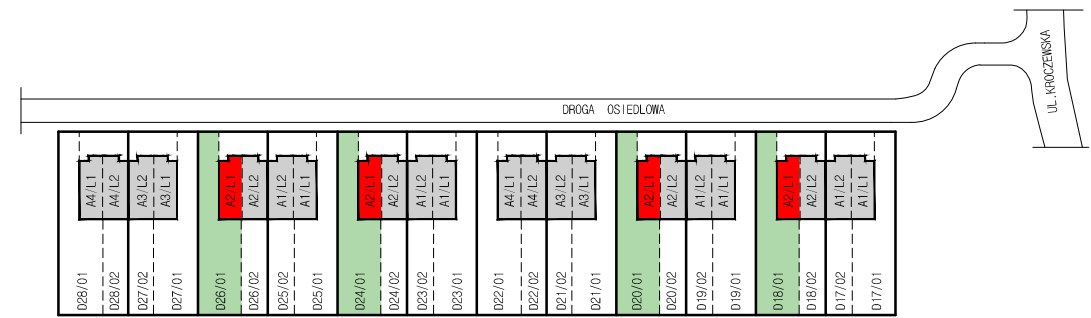 DROGA OSIEDLOWA
UL.KROCZEWSKA
A4/L1
A4/L2
A3/L2
A3/L1
A2/L1
A2/L2
A1/L2
A1/L1
A2/L1
A2/L2
A1/L2
A1/L1
A4/L1
A4/L2
A3/L2
A3/L1
A2/L1
A2/L2
A1/L1
A1/L1
A2/L1
A2/L2
A1/L2
A1/L1
D28/01
D28/02
D27/02
D27/01
D26/01
D26/02
D25/02
D25/01
D24/01
D24/02
D23/02
D23/01
D22/01
D22/02
D21/02
D21/01
D20/01
D20/02
D19/02
D19/01
D18/01
D18/02
D17/02
D17/01